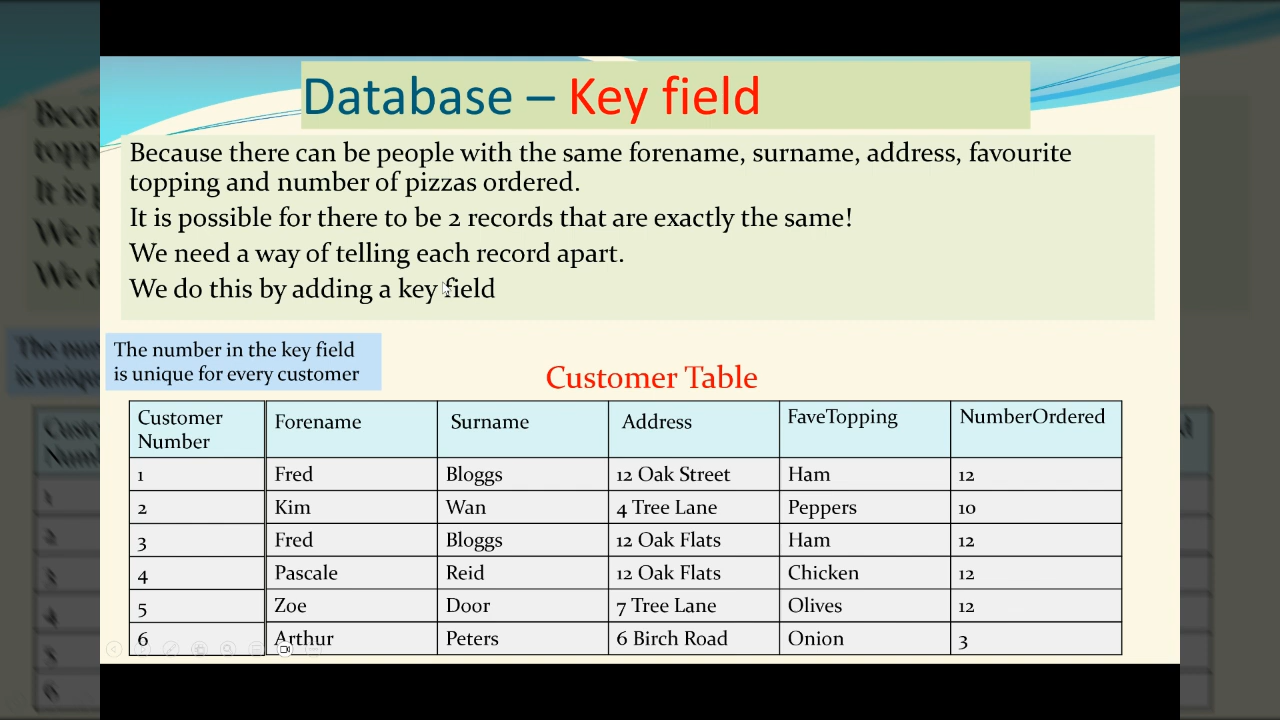 Database – Key field
Because there can be people with the same forename, surname, address, favourite
topping and number of pizzas ordered.
It is possible for there to be 2 records that are exactly the same!
We need a way of telling each record apart.
We do this by adding a key field
The number in the key field
is unique for every customer
Customer Table
Customer Number Forename Surname Address FaveTopping NumberOrdered
1 Fred Bloggs 12 Oak Street Ham 12
2 Kim Wan 4 Tree Lane Peppers 10
3 Fred Bloggs 12 Oak Flats Ham 12
4 Pascale Reid 12 Oak Flats Chicken 12
5 Zoe Door 7 Tree Lane Olives 12
6 Arthur Peters 6 Birch Road Onion 3